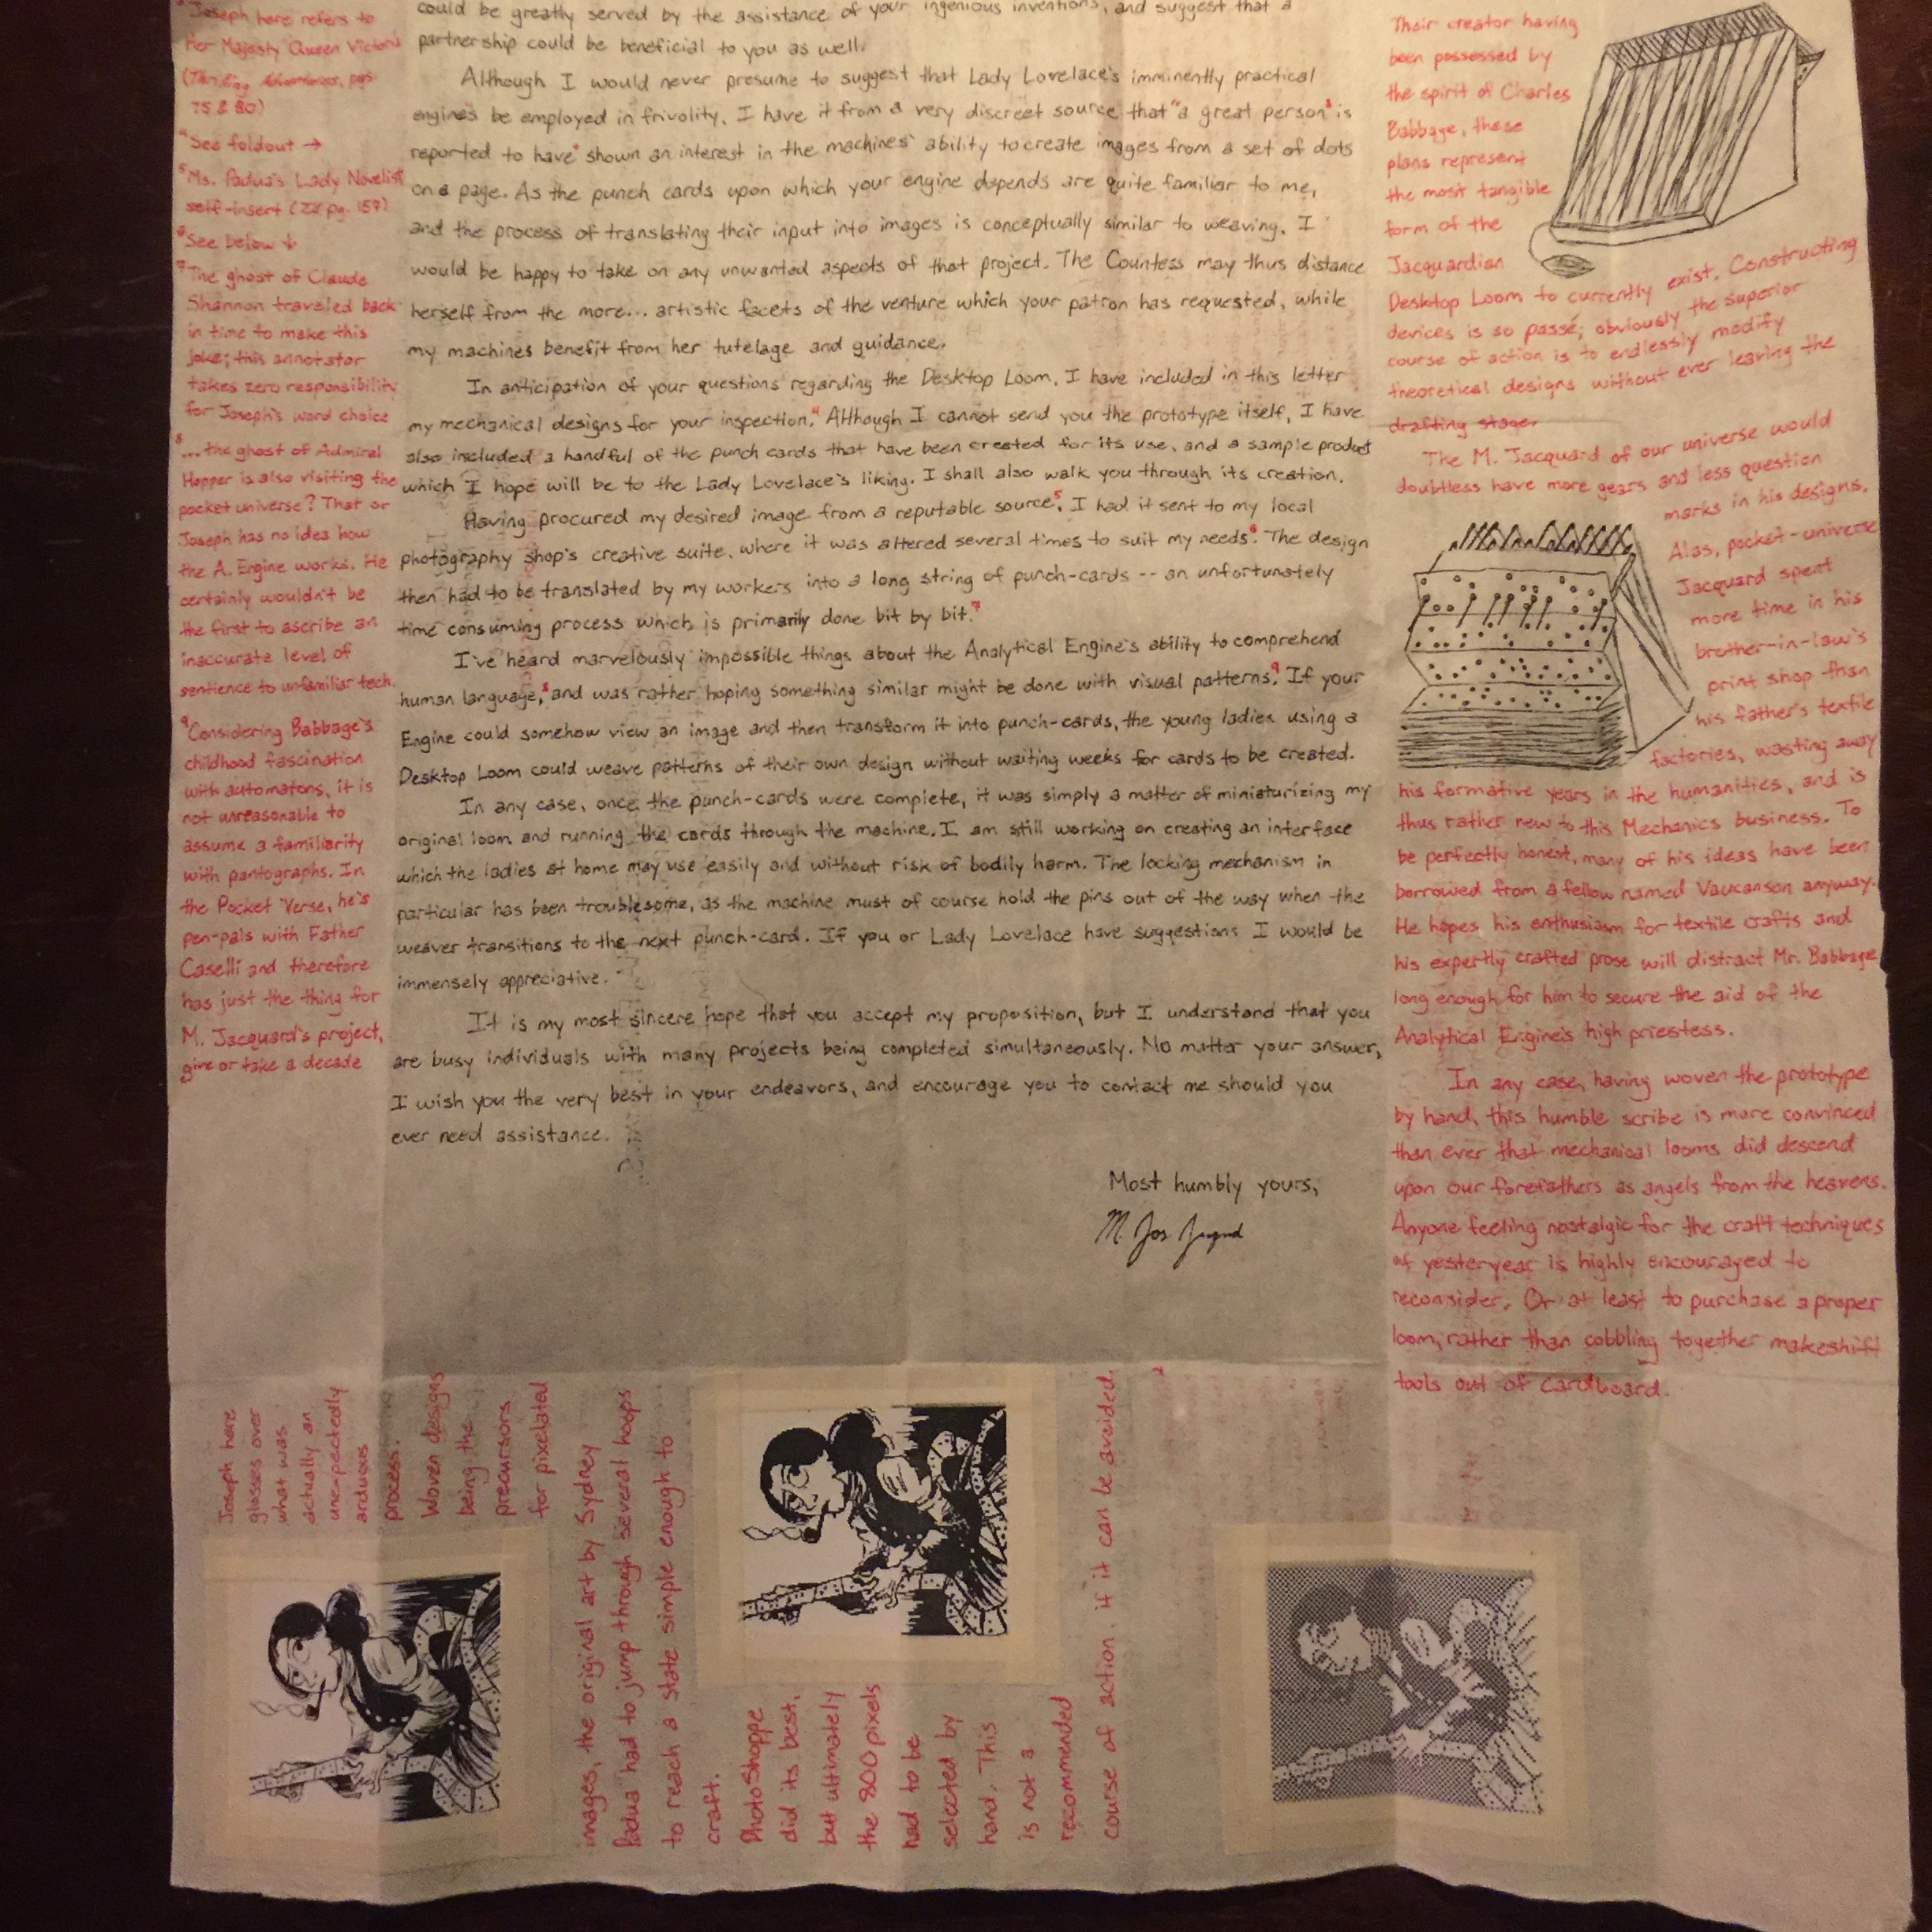 Joseph here refers to
Her Majesty Queen Victoria
(Thrilling Adventures, pgs
75 & 80)
4 See foldout →
5 Ms. Padua's Lady Novelist
self-insert (22 pg. 157)
6 See below ↓
7 The ghost of Claude
Shannon traveled back
in time to make this
joke; this annotator
takes zero responsibility
for Joseph's word choice
8 ...the ghost of Admiral
Hopper is also visiting the
pocket universe? That or
Joseph has no idea how
the A. Engine works. He
certainly wouldn't be
the first to ascribe an
inaccurate level of
sentience to unfamiliar tech.
9 Considering Babbage's
childhood fascination
with automatons, it is
not unreasonable to
assume a familiarity
with pantographs. In
the Pocket 'Verse, he's
pen-pals with Father
Caselli and therefore
has just the thing for
M. Jacquard's project,
give or take a decade
could be greatly served by the assistance of your ingenious inventions, and suggest that a
partnership could be beneficial to you as well.
Although I would never presume to suggest that Lady Lovelace's imminently practical
engines be employed in frivolity, I have it from a very discreet source that "a great person3 is
reported to have" shown an interest in the machines' ability to create images from a set of dots
on a page. As the punch cards upon which your engine depends are quite familiar to me,
and the process of translating their input into images is conceptually similar to weaving, I
would be happy to take on any unwanted aspects of that project. The Countess may thus distance
herself from the more... artistic facets of the venture which your patron has requested, while
my machines benefit from her tutelage and guidance.
In anticipation of your questions regarding the Desktop Loom, I have included in this letter
my mechanical designs for your inspection.4 Although I cannot send you the prototype itself, I have
also included a handful of the punch cards that have been created for its use, and a sample product
which I hope will be to the Lady Lovelace's liking. I shall also walk you through its creation.
Having procured my desired image from a reputable source5, I had it sent to my local
photography shop's creative suite, where it was altered several times to suit my needs6. The design
then had to be translated by my workers into a long string of punch-cards -- an unfortunately
time consuming process which is primarily done bit by bit.7
I've heard marvelously impossible things about the Analytical Engine's ability to comprehend
human language,8 and was rather hoping something similar might be done with visual patterns.9 If your
Engine could somehow view an image and then transform it into punch-cards, the young ladies using a
Desktop Loom could weave patterns of their own design without waiting weeks for cards to be created.
In any case, once the punch-cards were complete, it was simply a matter of miniaturizing my
original loom and running the cards through the machine. I am still working on creating an interface
which the ladies at home may use easily and without risk of bodily harm. The locking mechanism in
particular has been troublesome, as the machine must of course hold the pins out of the way when the
weaver transitions to the next punch-card. If you or Lady Lovelace have suggestions I would be
immensely appreciative.
It is my most sincere hope that you accept my proposition, but I understand that you
are busy individuals with many projects being completed simultaneously. No matter your answer,
I wish you the very best in your endeavors, and encourage you to contact me should you
ever need assistance.
Most humbly yours,
M. Jos Jacquard
Their creator having
been possessed by
the spirit of Charles
Babbage, these
plans represent
the most tangible
form of the
Jacquardian
Desktop Loom to currently exist. Constructing
devices is so passé; obviously the superior
course of action is to endlessly modify
theoretical designs without ever leaving the
drafting stage.
The M. Jacquard of our universe would
doubtless have more gears and less question
marks in his designs.
Alas, pocket-universe
Jacquard spent
more time in his
brother-in-law's
print shop than
his father's textile
factories, wasting away
his formative years in the humanities, and is
thus rather new to this Mechanics business. To
be perfectly honest, many of his ideas have been
borrowed from a fellow named Vaucanson anyway.
He hopes his enthusiasm for textile crafts and
his expertly crafted prose will distract Mr. Babbage
long enough for him to secure the aid of the
Analytical Engine's high priestess.
In any case, having woven the prototype
by hand, this humble scribe is more convinced
than ever that mechanical looms did descend
upon our forefathers as angels from the heavens.
Anyone feeling nostalgic for the craft techniques
of yesteryear is highly encouraged to
reconsider. Or at least to purchase a proper
loom, rather than cobbling together makeshift
tools out of cardboard.
Joseph here
glosses over
what was
actually an
unexpectedly
arduous
process.
Woven designs
being the
precursors
for pixelated
images, the original art by Sydney
Padua had to jump through several hoops
to reach a state simple enough to
craft.
PhotoShoppe
did its best,
but ultimately
the 800 pixels
had to be
selected by
hand. This
is not a
recommended
course of action, if it can be avoided.